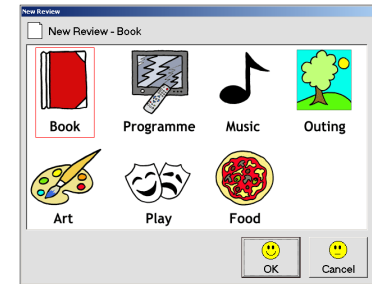 New Review
New Review - Book
Book Programme Music Outing
Art Play Food
OK Cancel